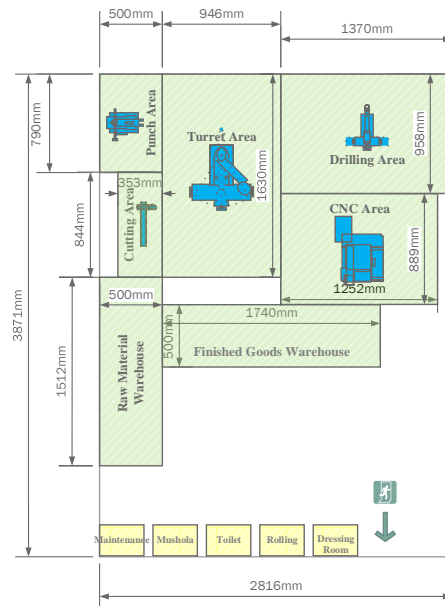 500mm
946mm
1370mm
790mm
Punch Area
Turret Area
1630mm
Drilling Area
958mm
353mm
Cutting Area
844mm
CNC Area
889mm
1252mm
3871mm
500mm
1740mm
500mm
Finished Goods Warehouse
1512mm
Raw Material
Warehouse
Maintenance
Mushola
Toilet
Rolling
Dressing
Room
2816mm